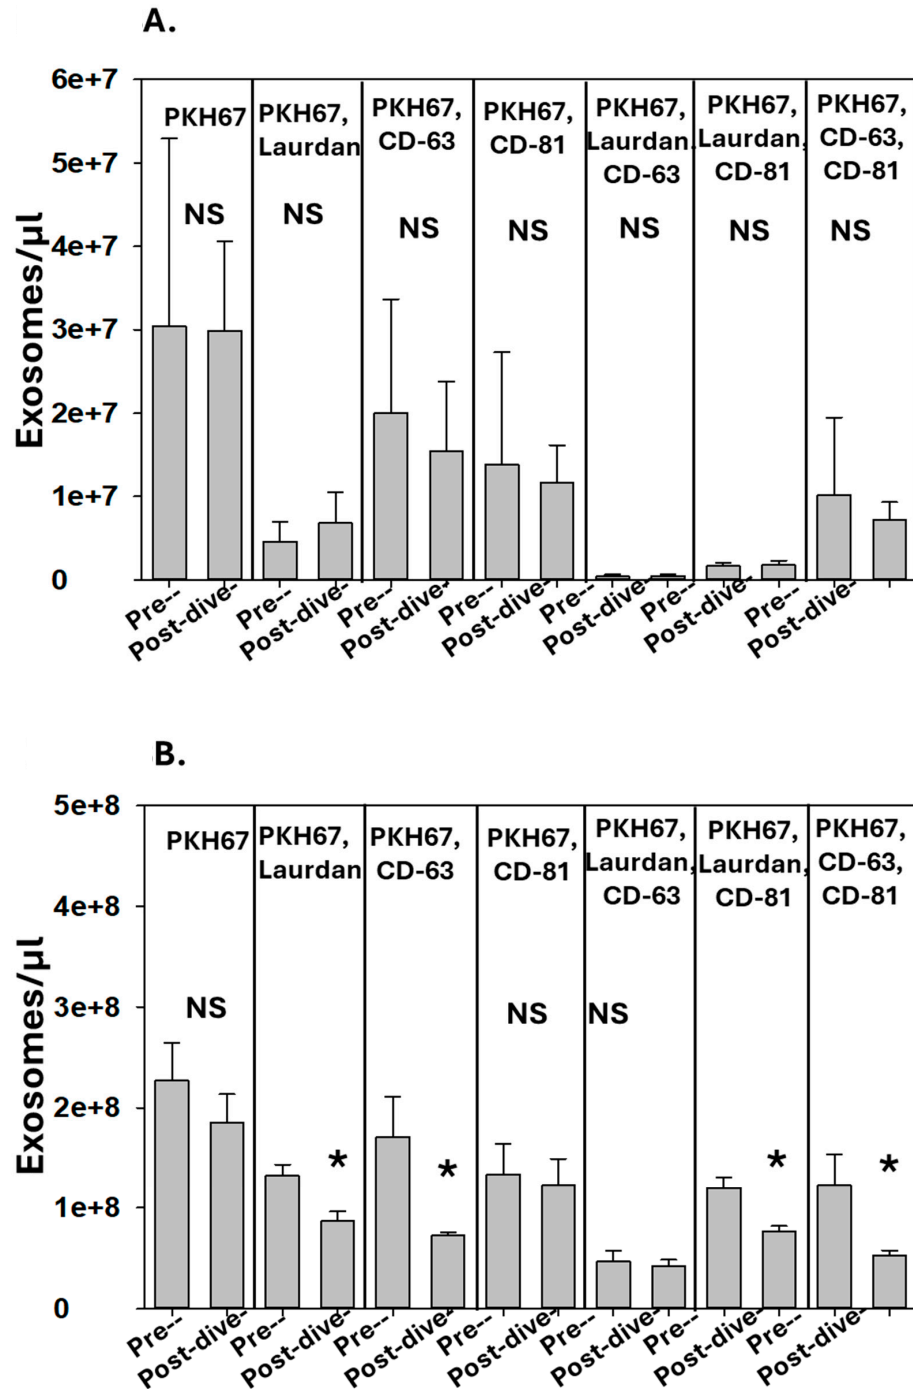 A.
Exosomes/µl
6e+7
5e+7
4e+7
3e+7
2e+7
1e+7
0
PKH67
NS
PKH67,
Laurdan
NS
PKH67,
CD-63
NS
PKH67,
CD-81
NS
PKH67,
Laurdan,
CD-63
NS
PKH67,
Laurdan,
CD-81
NS
PKH67,
CD-63,
CD-81
NS
Pre--
Post-dive-
Pre--
Post-dive-
Pre--
Post-dive-
Pre--
Post-dive-
Pre--
Post-dive-
Pre--
Post-dive-
Pre--
Post-dive-
B.
Exosomes/µl
5e+8
4e+8
3e+8
2e+8
1e+8
0
PKH67
NS
PKH67,
Laurdan
*
PKH67,
CD-63
*
PKH67,
CD-81
NS
PKH67,
Laurdan,
CD-63
NS
PKH67,
Laurdan,
CD-81
*
PKH67,
CD-63,
CD-81
*
Pre--
Post-dive-
Pre--
Post-dive-
Pre--
Post-dive-
Pre--
Post-dive-
Pre--
Post-dive-
Pre--
Post-dive-
Pre--
Post-dive-